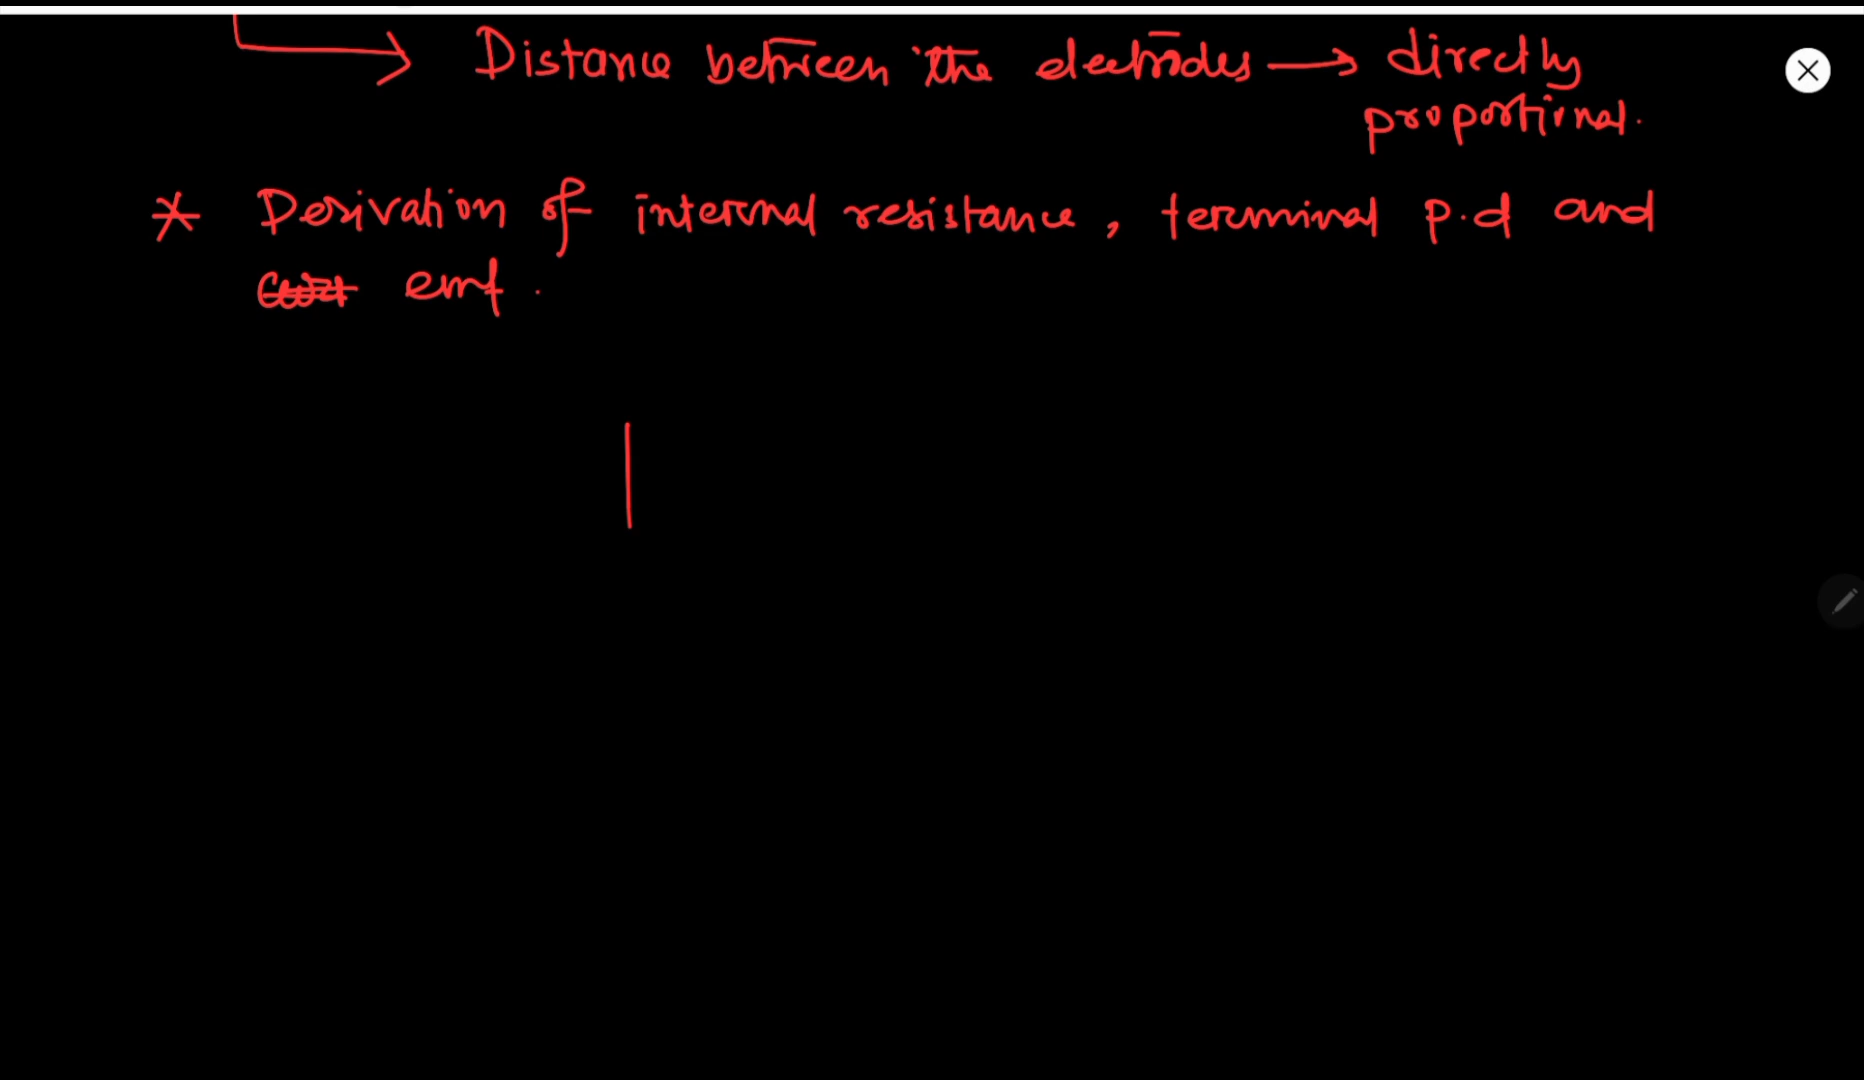 Distance between the electrodes → directly
proportional.
* Derivation of internal resistance, terminal p.d and
emf.